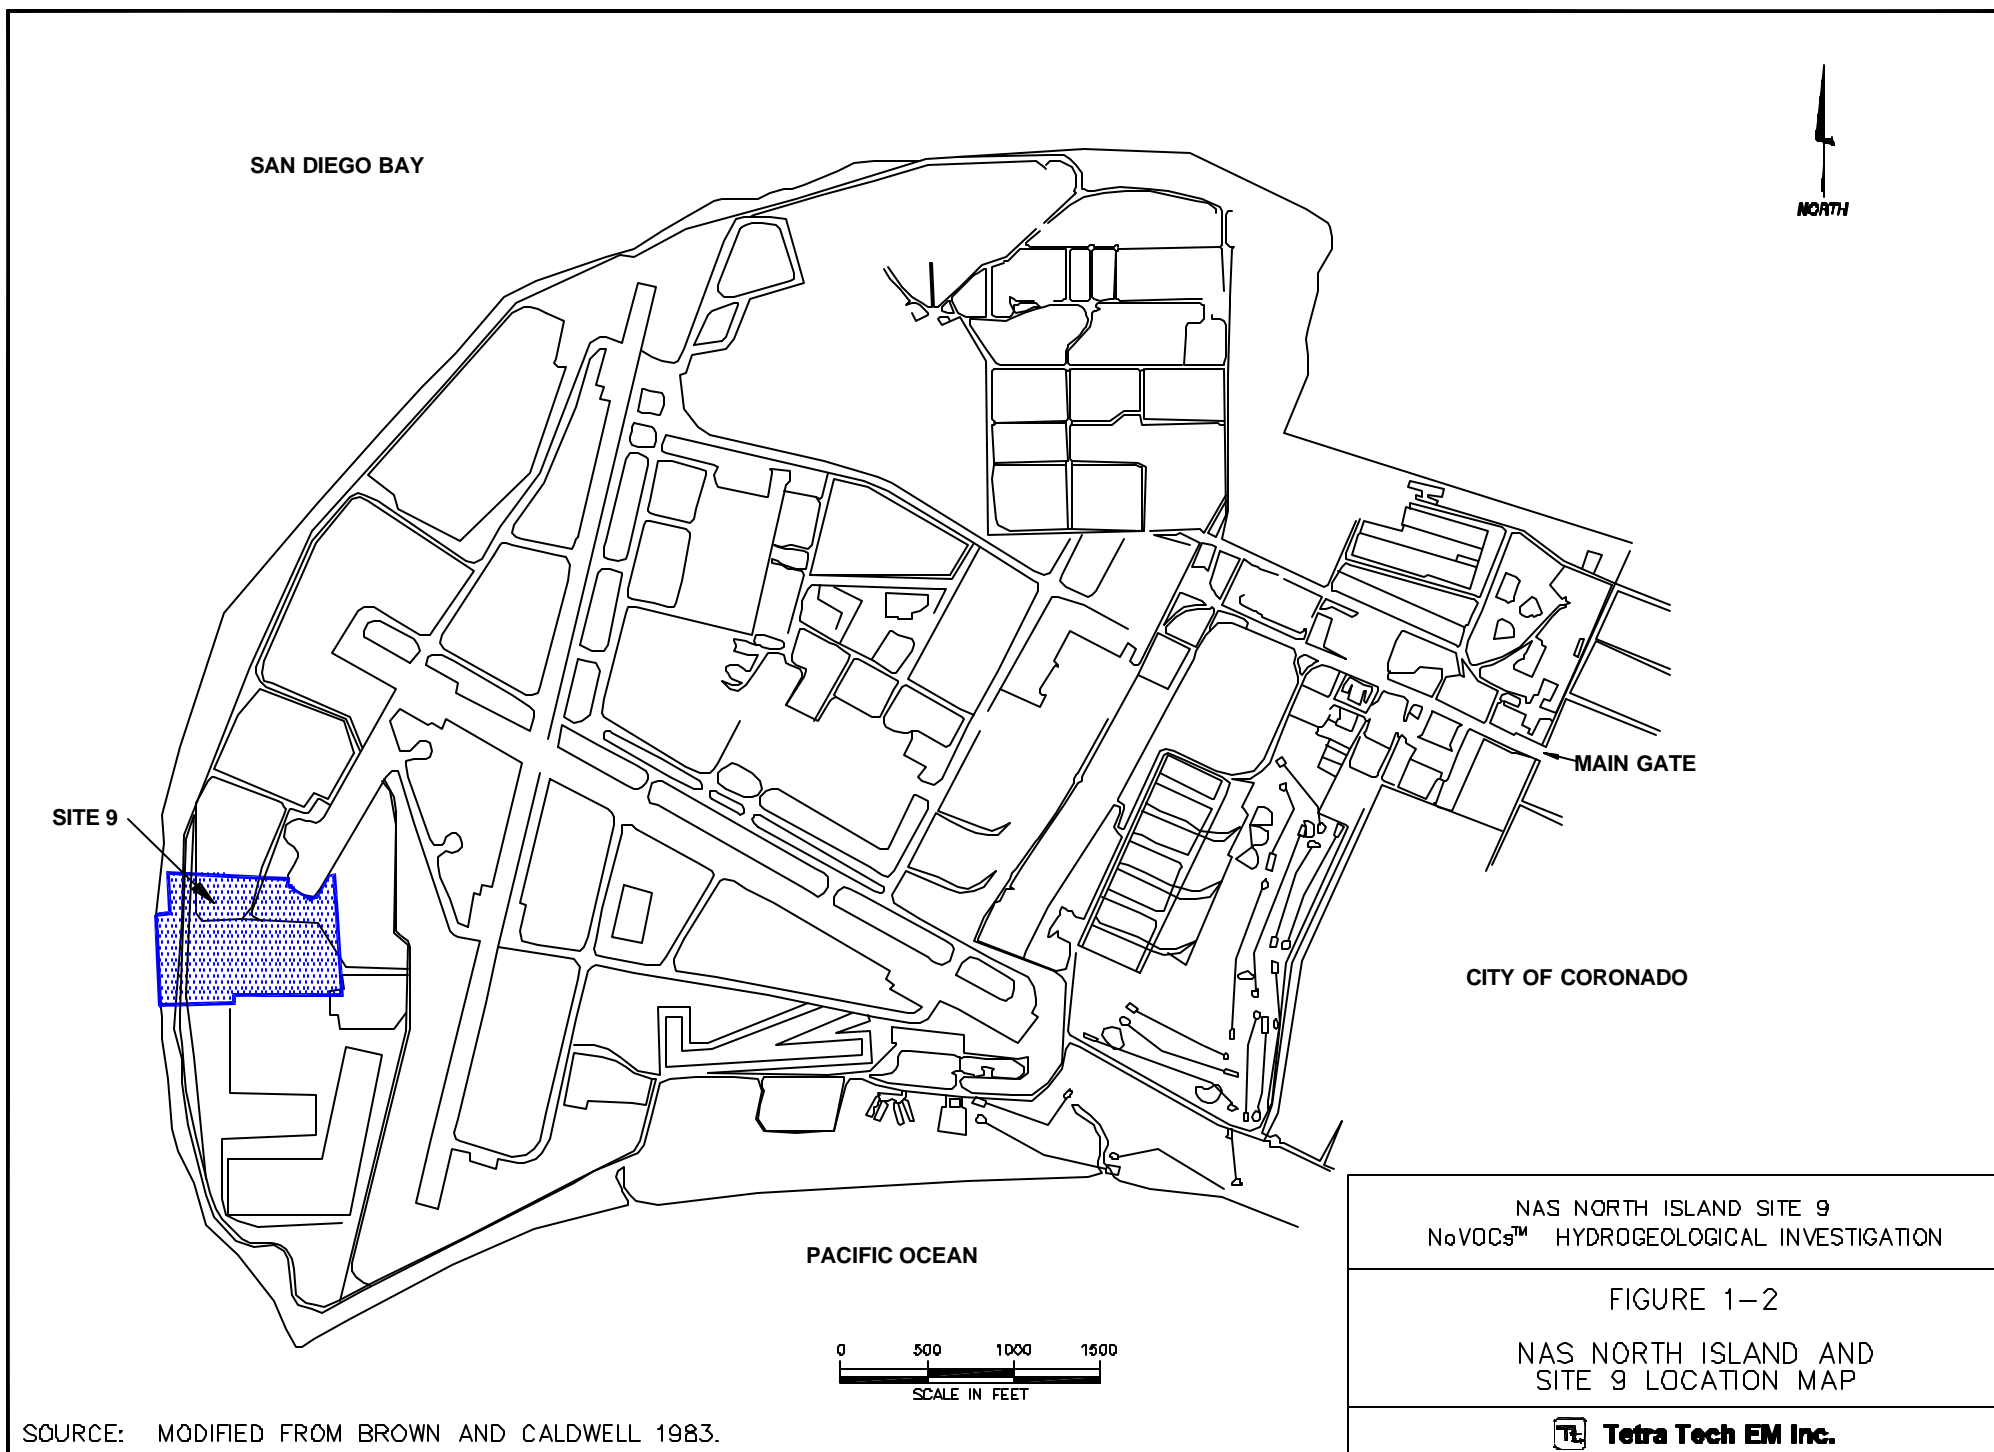 SAN DIEGO BAY
NORTH
MAIN GATE
SITE 9
CITY OF CORONADO
PACIFIC OCEAN
0 500 1000 1500
SCALE IN FEET
SOURCE: MODIFIED FROM BROWN AND CALDWELL 1983.
NAS NORTH ISLAND SITE 9
NoVOCs™ HYDROGEOLOGICAL INVESTIGATION
FIGURE 1-2
NAS NORTH ISLAND AND
SITE 9 LOCATION MAP
Tetra Tech EM Inc.